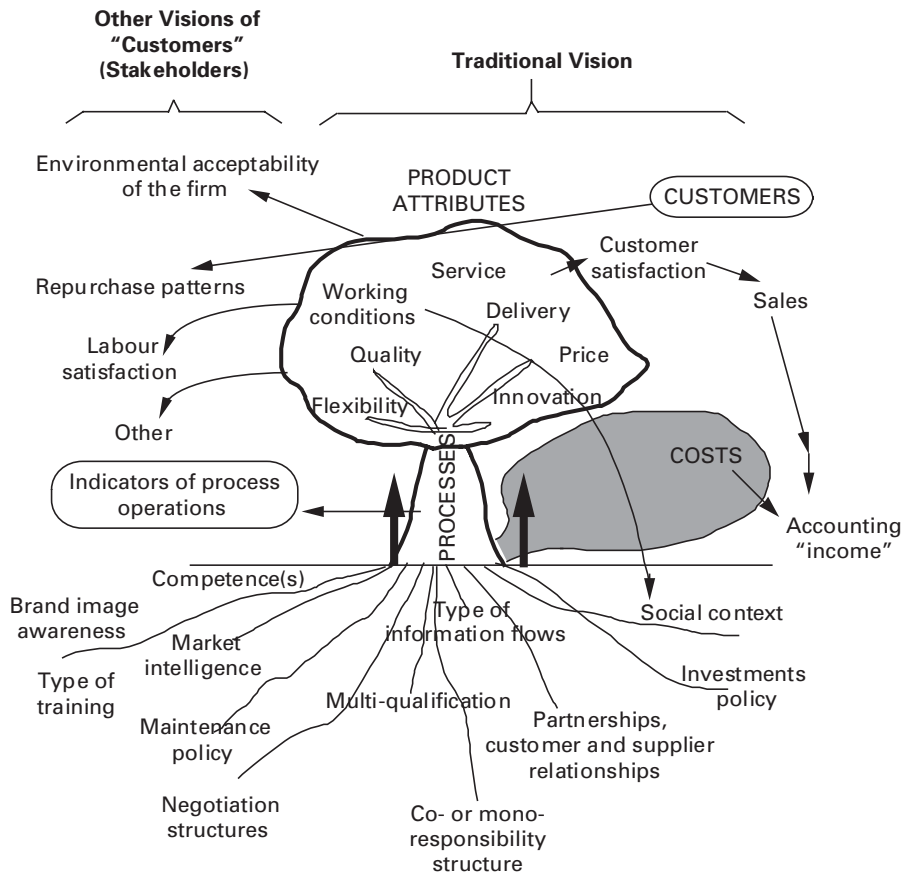 Other Visions of
“Customers”
(Stakeholders)
Traditional Vision
Environmental acceptability
of the firm
PRODUCT
ATTRIBUTES
CUSTOMERS
Repurchase patterns
Service
Customer
satisfaction
Working
conditions
Delivery
Sales
Labour
satisfaction
Quality
Price
Flexibility
Innovation
Other
PROCESSES
COSTS
Indicators of process
operations
Accounting
“income”
Competence(s)
Brand image
awareness
Market
intelligence
Type of
information flows
Social context
Type of
training
Investments
policy
Maintenance
policy
Multi-qualification
Partnerships,
customer and supplier
relationships
Negotiation
structures
Co- or mono-
responsibility
structure